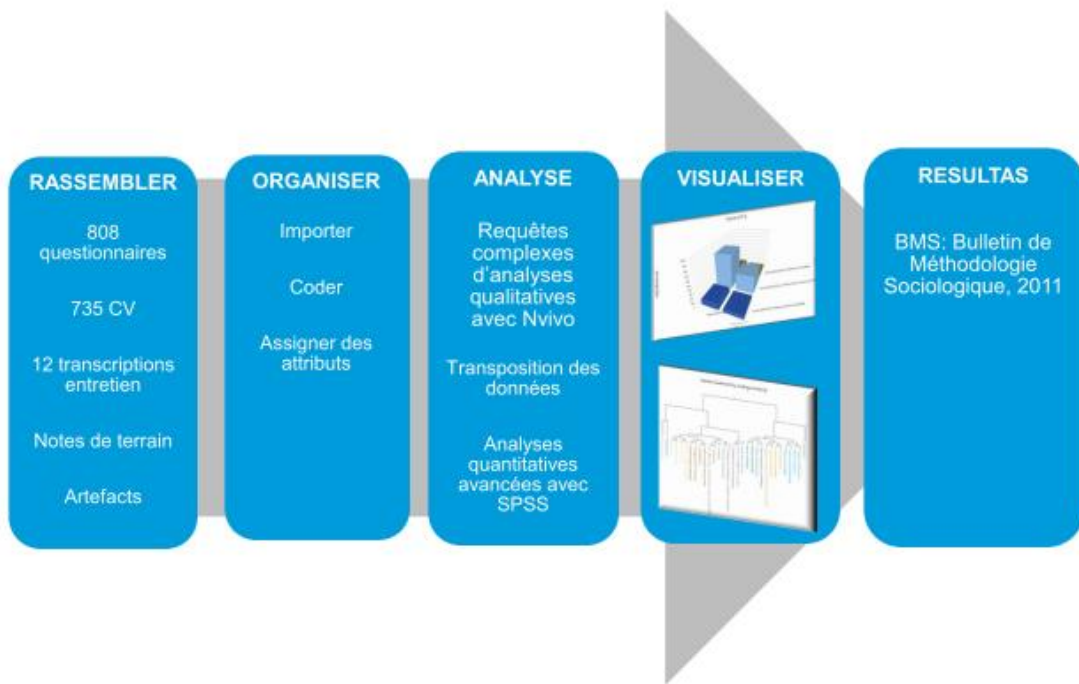 RASSEMBLER
808
questionnaires
735 CV
12 transcriptions
entretien
Notes de terrain
Artefacts
ORGANISER
Importer
Coder
Assigner des
attributs
ANALYSE
Requêtes
complexes
d'analyses
qualitatives
avec Nvivo
Transposition des
données
Analyses
quantitatives
avancées avec
SPSS
VISUALISER
RESULTAS
BMS: Bulletin de
Méthodologie
Sociologique, 2011